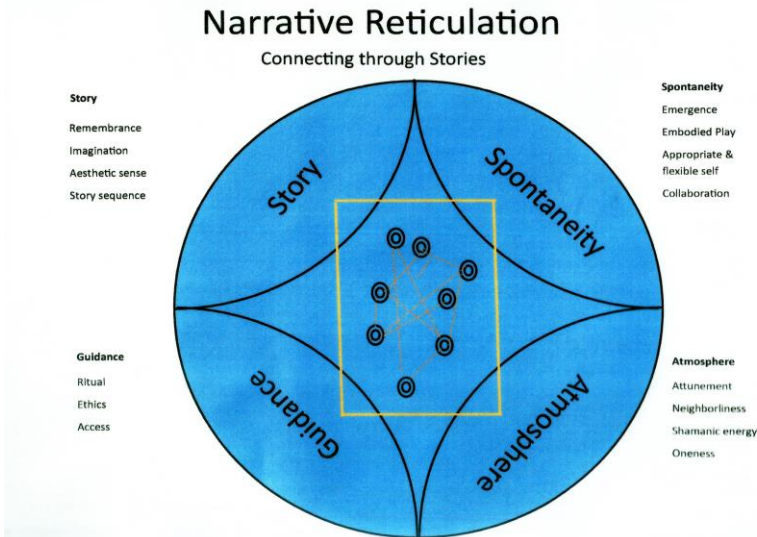 Narrative Reticulation
Connecting through Stories
Story
Remembrance
Imagination
Aesthetic sense
Story sequence
Spontaneity
Emergence
Embodied Play
Appropriate &
flexible self
Collaboration
Story
Spontaneity
Guidance
Atmosphere
Guidance
Ritual
Ethics
Access
Atmosphere
Attunement
Neighborliness
Shamanic energy
Oneness